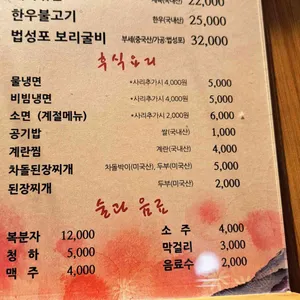 22,000
한우불고기 한우(국내산) 25,000
법성포 보리굴비 부세(중국산/가공:법성포) 32,000
후식요리
물냉면 *사리추가시 4,000원 5,000
비빔냉면 *사리추가시 4,000원 5,000
소면 (계절메뉴) *사리추가시 2,000원 6,000
공기밥 쌀(국내산) 1,000
계란찜 계란(국내산) 4,000
차돌된장찌개 차돌박이(미국산), 두부(미국산) 5,000
된장찌개 두부(미국산) 2,000
술과 음료
복분자 12,000 소 주 4,000
청 하 5,000 막걸리 3,000
맥 주 4,000 음료수 2,000